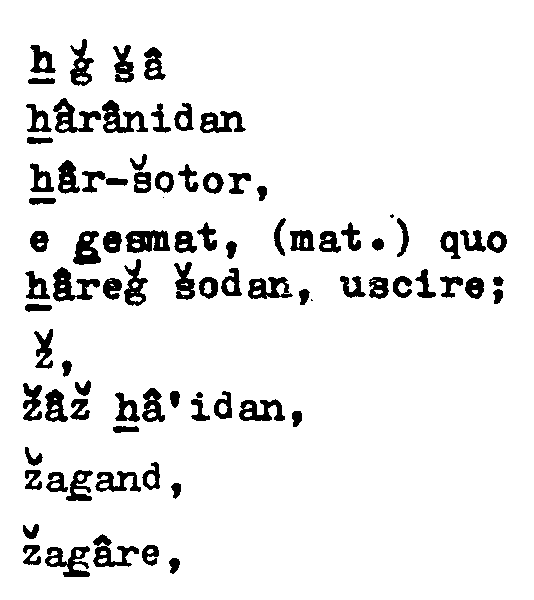 ẖ ǧ šâ
ẖârânidan
ẖâr-šotor,
e g̱esmat, (mat.) quo
ẖâreǧ šodan, uscire;
ž,
žâž ẖâ'idan,
žag̱and,
žag̱âre,